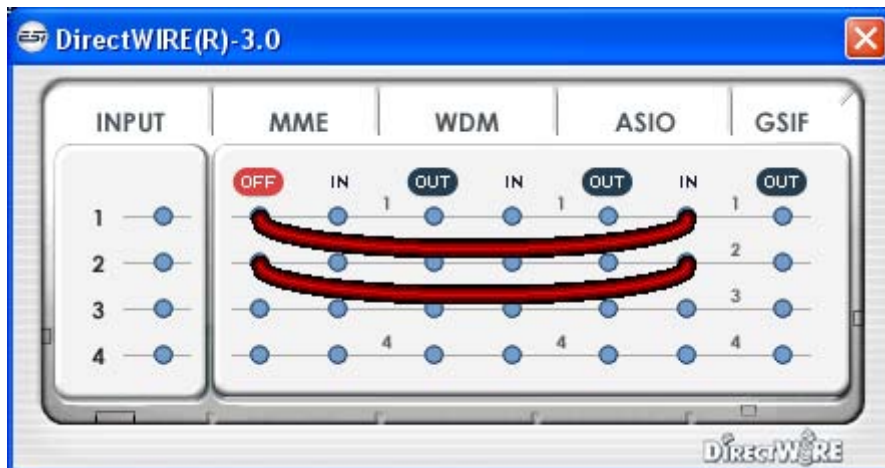 ESI DirectWIRE(R)-3.0
INPUT MME WDM ASIO GSIF
OFF IN OUT IN OUT IN OUT
1 1 1 1
2 2
3 3
4 4 4 4
DIRECTWIRE